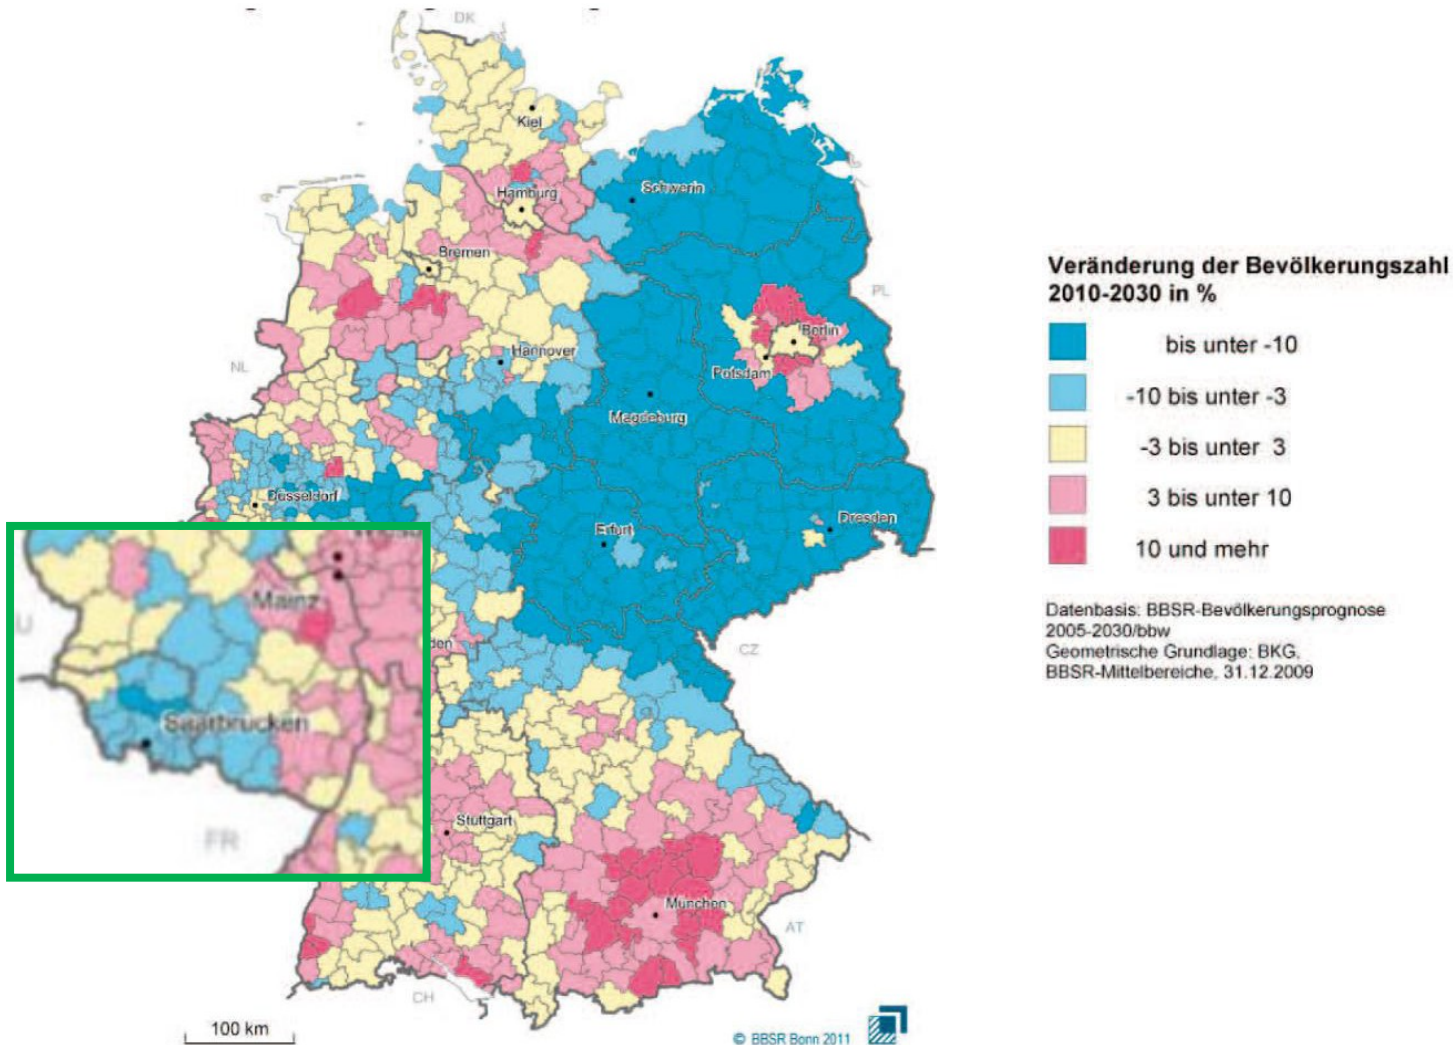 DK
Kiel
Schwerin
Hamburg
Bremen
PL
Berlin
NL
Hannover
Potsdam
Magdeburg
Düsseldorf
Dresden
Erfurt
Mainz
U
den
CZ
Saarbrücken
FR
Stuttgart
München
AT
CH
100 km
© BBSR Bonn 2011
Veränderung der Bevölkerungszahl
2010-2030 in %
bis unter -10
-10 bis unter -3
-3 bis unter 3
3 bis unter 10
10 und mehr
Datenbasis: BBSR-Bevölkerungsprognose
2005-2030/bbw
Geometrische Grundlage: BKG,
BBSR-Mittelbereiche, 31.12.2009